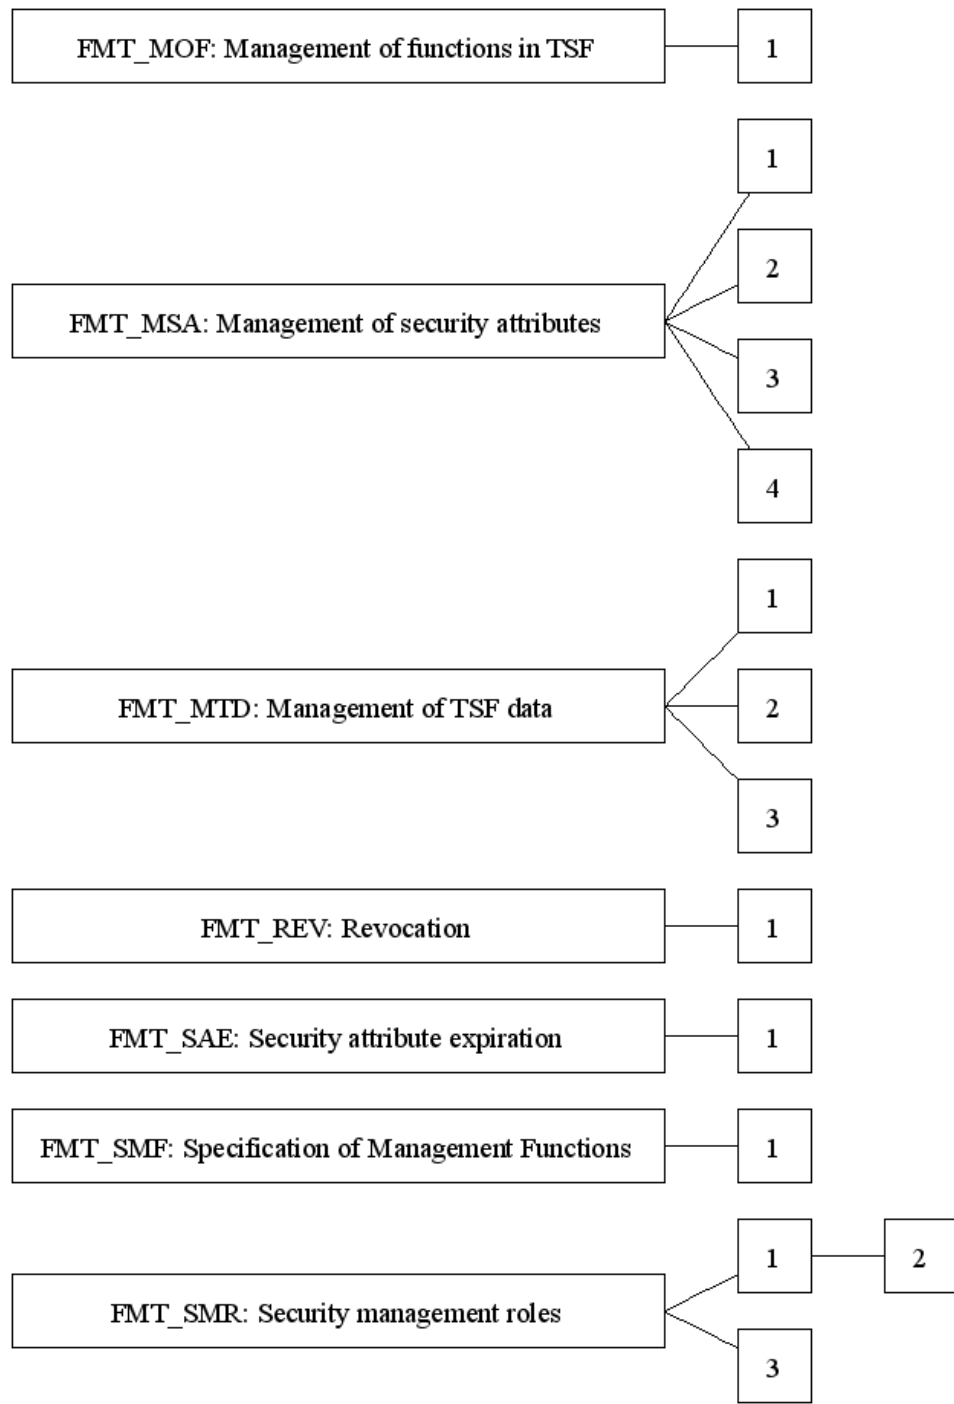 FMT_MOF: Management of functions in TSF
1
1
2
FMT_MSA: Management of security attributes
3
4
1
FMT_MTD: Management of TSF data
2
3
FMT_REV: Revocation
1
FMT_SAE: Security attribute expiration
1
FMT_SMF: Specification of Management Functions
1
1
2
FMT_SMR: Security management roles
3